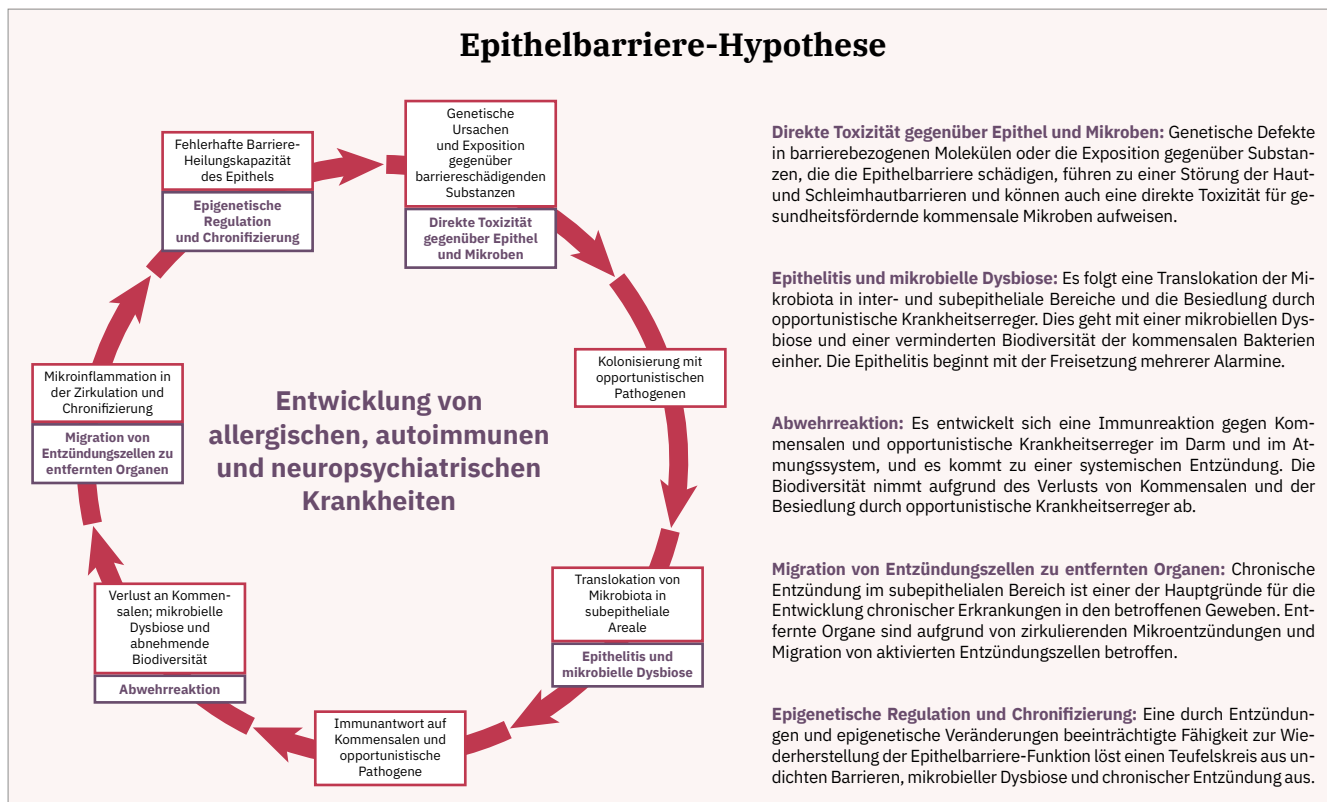 Epithelbarriere-Hypothese
Genetische
Ursachen
und Exposition
gegenüber
barriereschädigenden
Substanzen
Direkte Toxizität
gegenüber Epithel
und Mikroben
Kolonisierung mit
opportunistischen
Pathogenen
Translokation von
Mikrobiota in
subepitheliale
Areale
Epithelitis und
mikrobielle Dysbiose
Immunantwort auf
Kommensalen und
opportunistische
Pathogene
Verlust an Kommen-
salen; mikrobielle
Dysbiose und
abnehmende
Biodiversität
Abwehrreaktion
Mikroinflammation in
der Zirkulation und
Chronifizierung
Migration von
Entzündungszellen zu
entfernten Organen
Fehlerhafte Barriere-
Heilungskapazität
des Epithels
Epigenetische
Regulation
und Chronifizierung
Entwicklung von
allergischen, autoimmunen
und neuropsychiatrischen
Krankheiten
Direkte Toxizität gegenüber Epithel und Mikroben: Genetische Defekte
in barrierebezogenen Molekülen oder die Exposition gegenüber Substan-
zen, die die Epithelbarriere schädigen, führen zu einer Störung der Haut-
und Schleimhautbarrieren und können auch eine direkte Toxizität für ge-
sundheitsfördernde kommensale Mikroben aufweisen.
Epithelitis und mikrobielle Dysbiose: Es folgt eine Translokation der Mi-
krobiota in inter- und subepitheliale Bereiche und die Besiedlung durch
opportunistische Krankheitserreger. Dies geht mit einer mikrobiellen Dys-
biose und einer verminderten Biodiversität der kommensalen Bakterien
einher. Die Epithelitis beginnt mit der Freisetzung mehrerer Alarmine.
Abwehrreaktion: Es entwickelt sich eine Immunreaktion gegen Kom-
mensalen und opportunistische Krankheitserreger im Darm und im At-
mungssystem, und es kommt zu einer systemischen Entzündung. Die
Biodiversität nimmt aufgrund des Verlusts von Kommensalen und der
Besiedlung durch opportunistische Krankheitserreger ab.
Migration von Entzündungszellen zu entfernten Organen: Chronische
Entzündung im subepithelialen Bereich ist einer der Hauptgründe für die
Entwicklung chronischer Erkrankungen in den betroffenen Geweben. Ent-
fernte Organe sind aufgrund von zirkulierenden Mikroentzündungen und
Migration von aktivierten Entzündungszellen betroffen.
Epigenetische Regulation und Chronifizierung: Eine durch Entzündun-
gen und epigenetische Veränderungen beeinträchtigte Fähigkeit zur Wie-
derherstellung der Epithelbarriere-Funktion löst einen Teufelskreis aus un-
dichten Barrieren, mikrobieller Dysbiose und chronischer Entzündung aus.